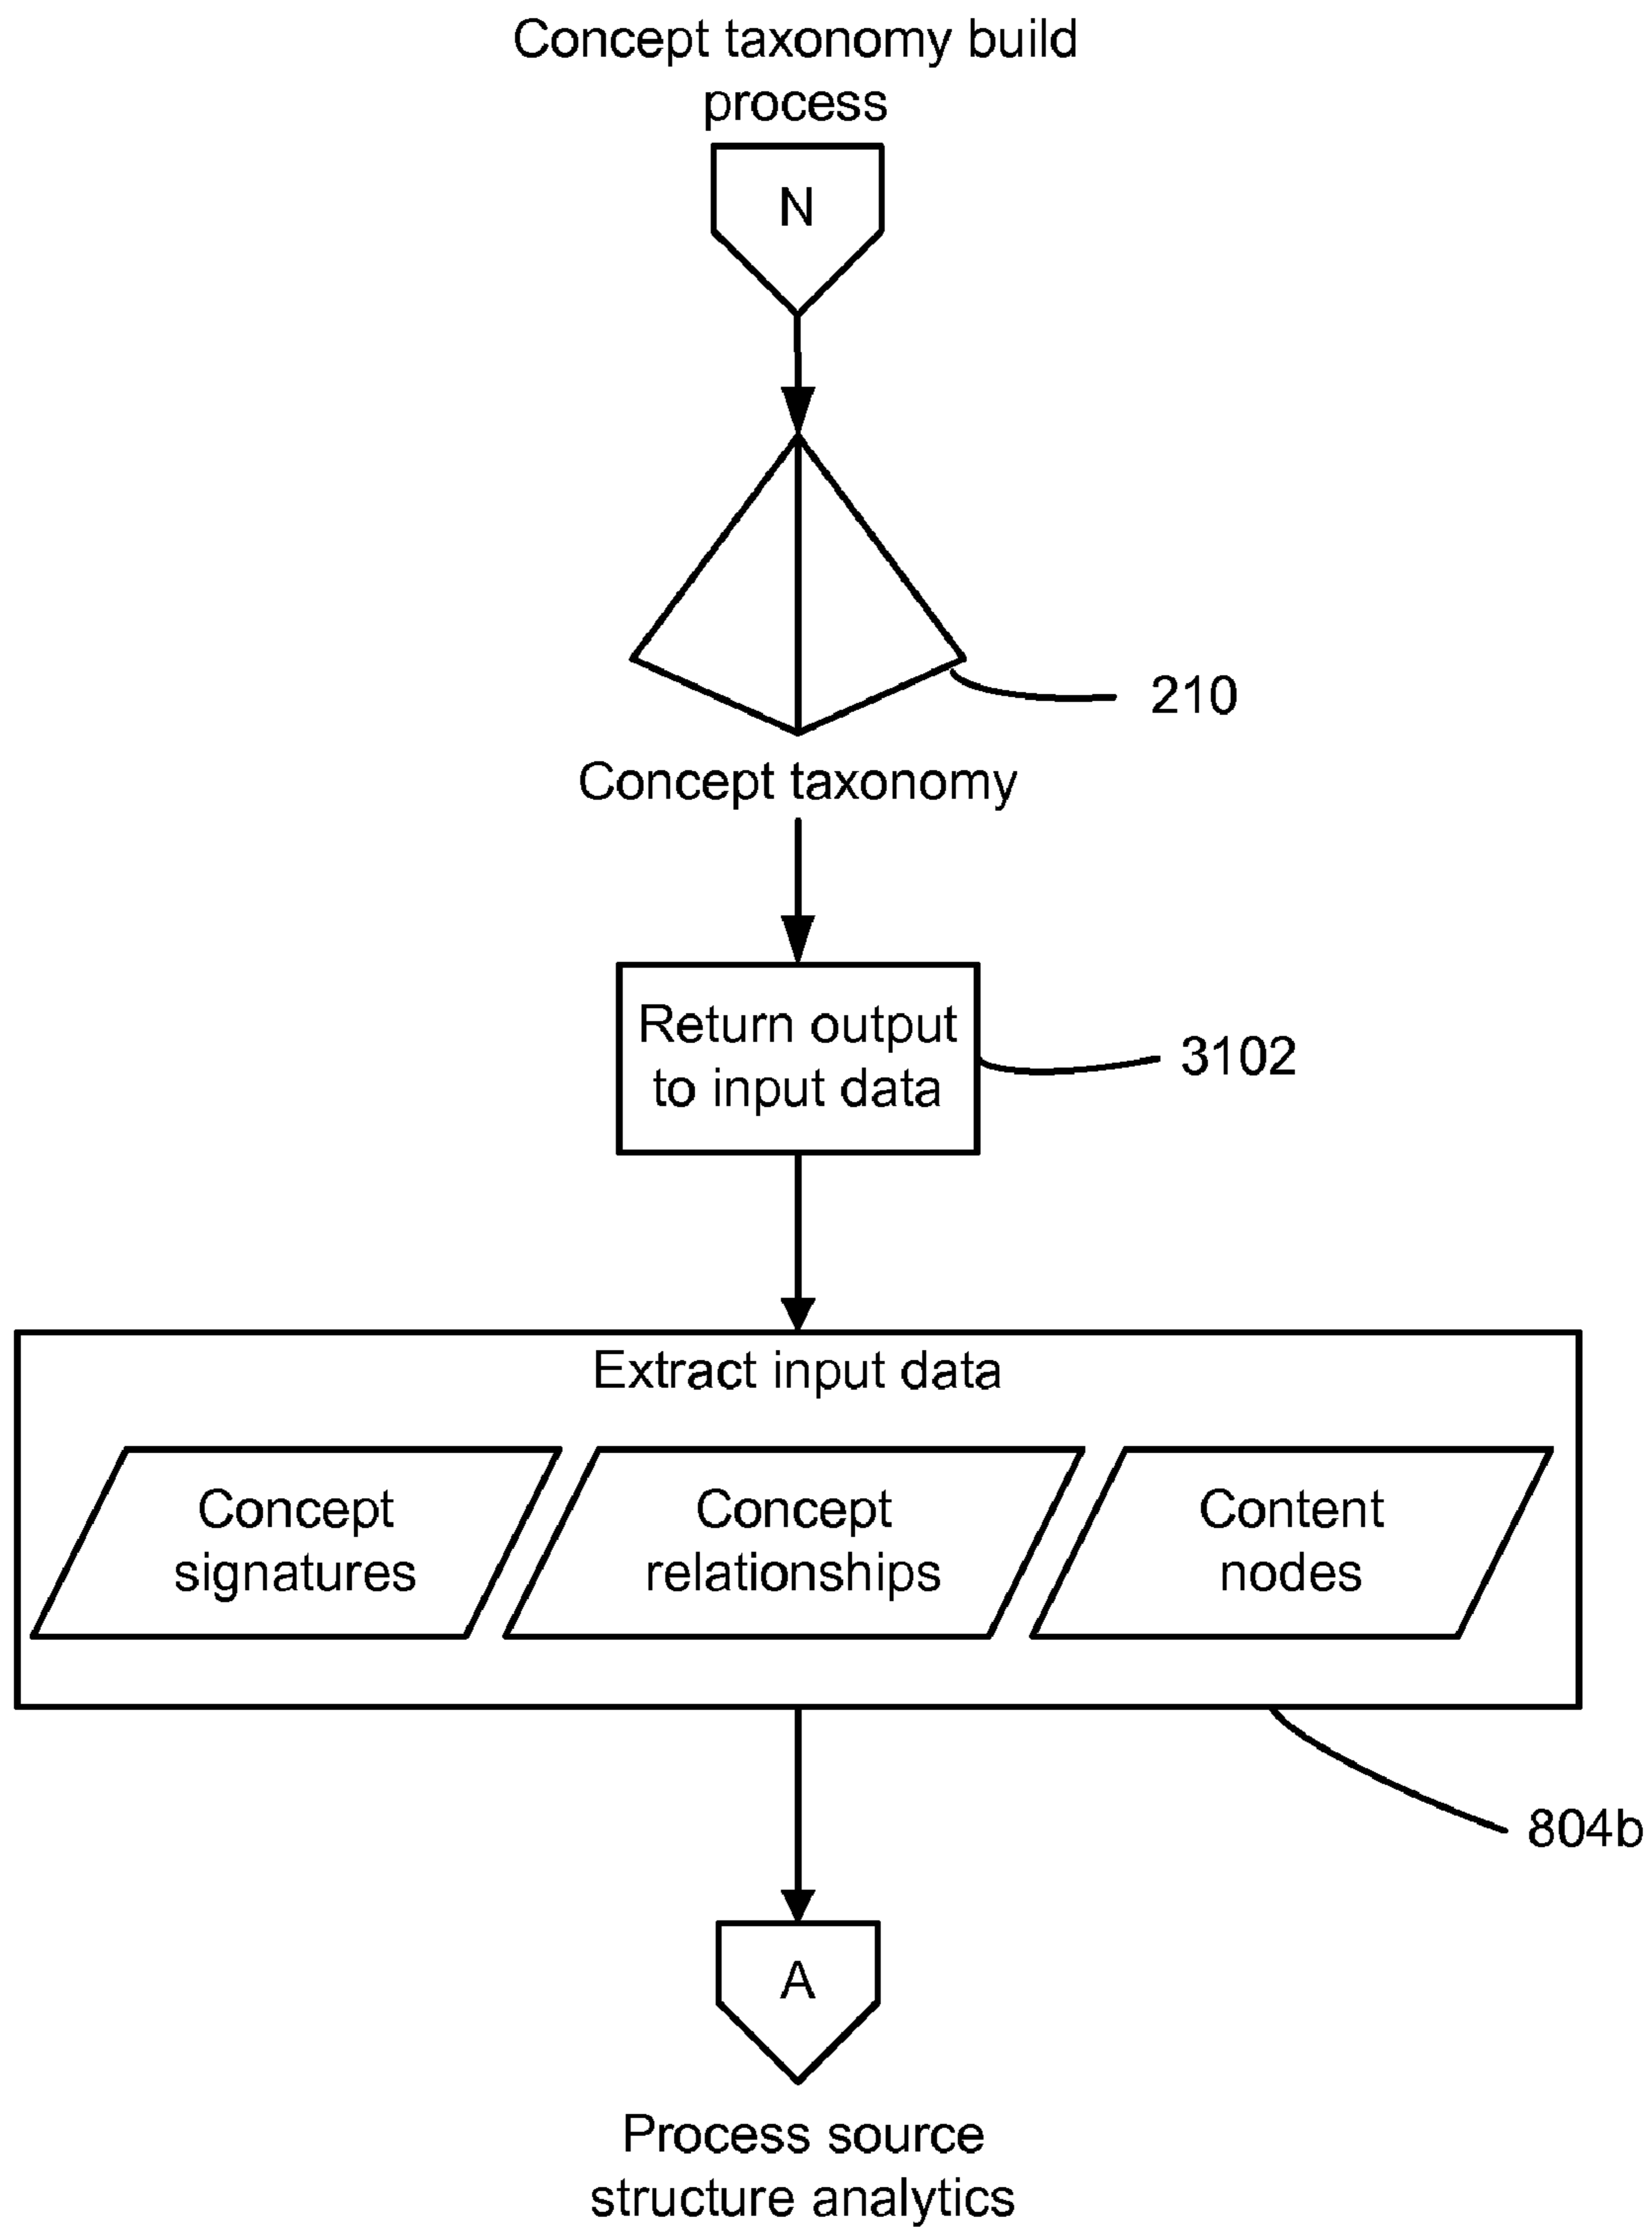 Concept taxonomy build
process
N
210
Concept taxonomy
Return output
to input data
3102
Extract input data
Concept
signatures
Concept
relationships
Content
nodes
804b
A
Process source
structure analytics